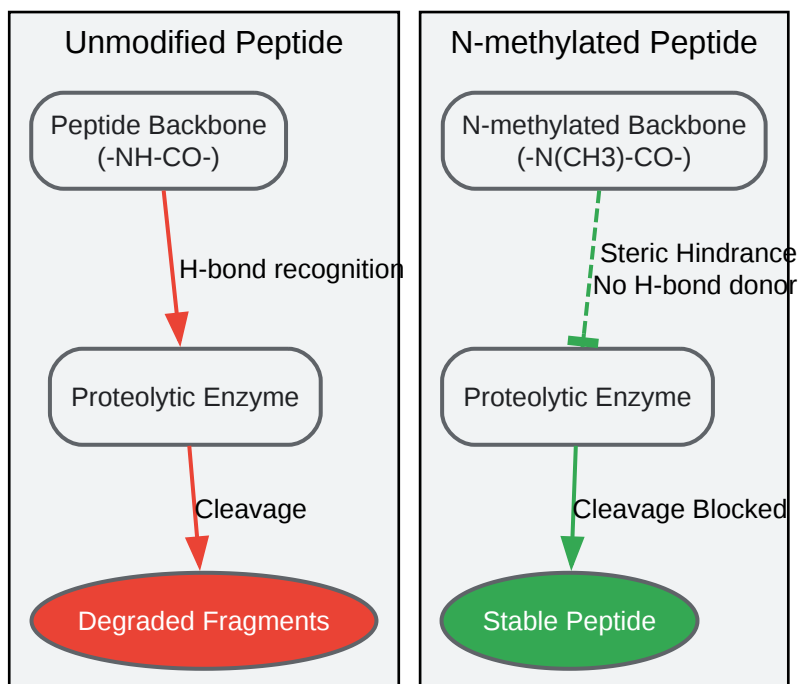 Unmodified Peptide
Peptide Backbone
(-NH-CO-)
H-bond recognition
Proteolytic Enzyme
Cleavage
Degraded Fragments
N-methylated Peptide
N-methylated Backbone
(-N(CH3)-CO-)
Steric Hindrance
No H-bond donor
Proteolytic Enzyme
Cleavage Blocked
Stable Peptide